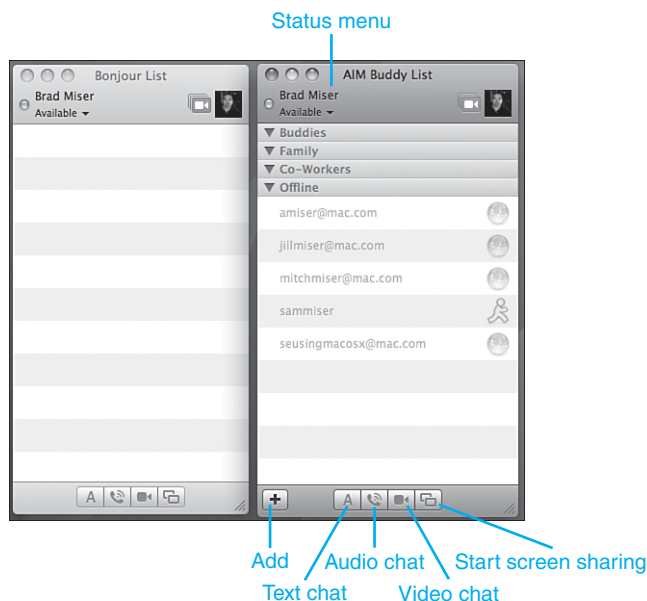 Status menu
Bonjour List
Brad Miser
Available
AIM Buddy List
Brad Miser
Available
Buddies
Family
Co-Workers
Offline
amiser@mac.com
jillmiser@mac.com
mitchmiser@mac.com
sammiser
seusingmacosx@mac.com
A
A
Add
Audio chat
Start screen sharing
Text chat
Video chat